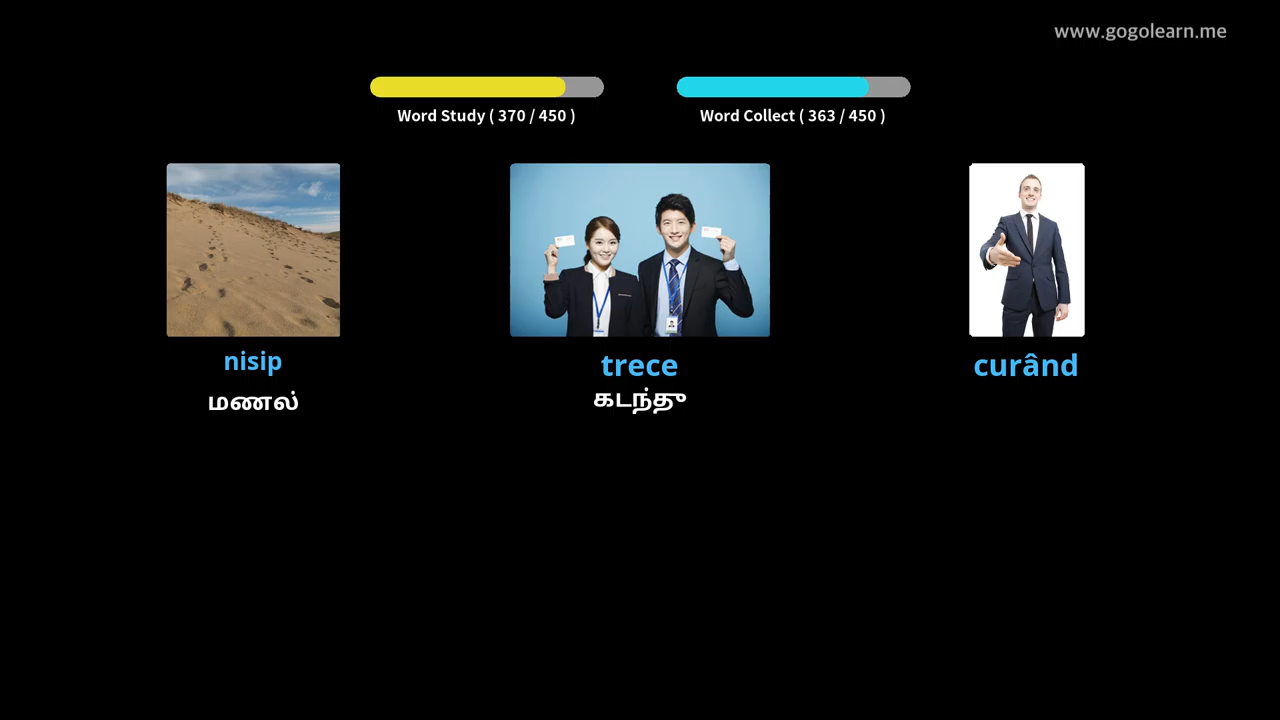 www.gogolearn.me
Word Study ( 370 / 450 )
Word Collect ( 363 / 450 )
nisip
trece
curând
மணல்
கடந்து